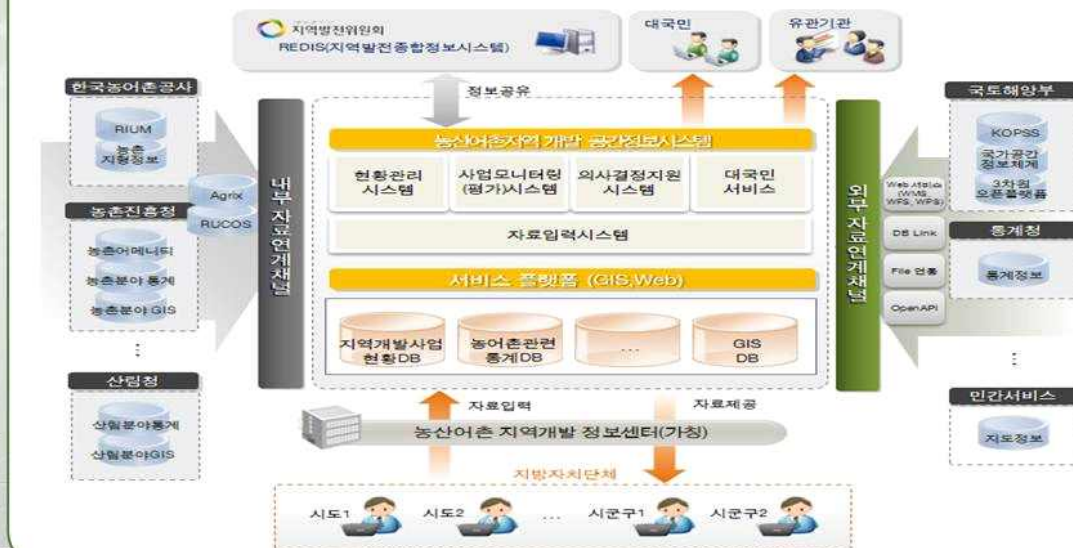 지역발전위원회
REDIS(지역발전종합정보시스템)
대국민
유관기관
정보공유
한국농어촌공사
RIUM
농촌
지형정보
농촌진흥청
농촌어메니티
농촌분야 통계
농촌분야 GIS
⋮
산림청
산림분야통계
산림분야GIS
Agrix
RUCOS
내부 자료연계채널
농산어촌지역 개발 공간정보시스템
현황관리
시스템
사업모니터링
(평가)시스템
의사결정지원
시스템
대국민
서비스
자료입력시스템
서비스 플랫폼 (GIS,Web)
지역개발사업
현황DB
농어촌관련
통계DB
...
GIS
DB
외부 자료연계채널
Web 서비스
(WMS,
WFS, WPS)
DB Link
File 연동
OpenAPI
국토해양부
KOPSS
국가공간
정보체계
3차원
오픈플랫폼
통계청
통계정보
⋮
민간서비스
지도정보
자료입력
자료제공
농산어촌 지역개발 정보센터(가칭)
지방자치단체
시도1
시도2
...
시군구1
시군구2